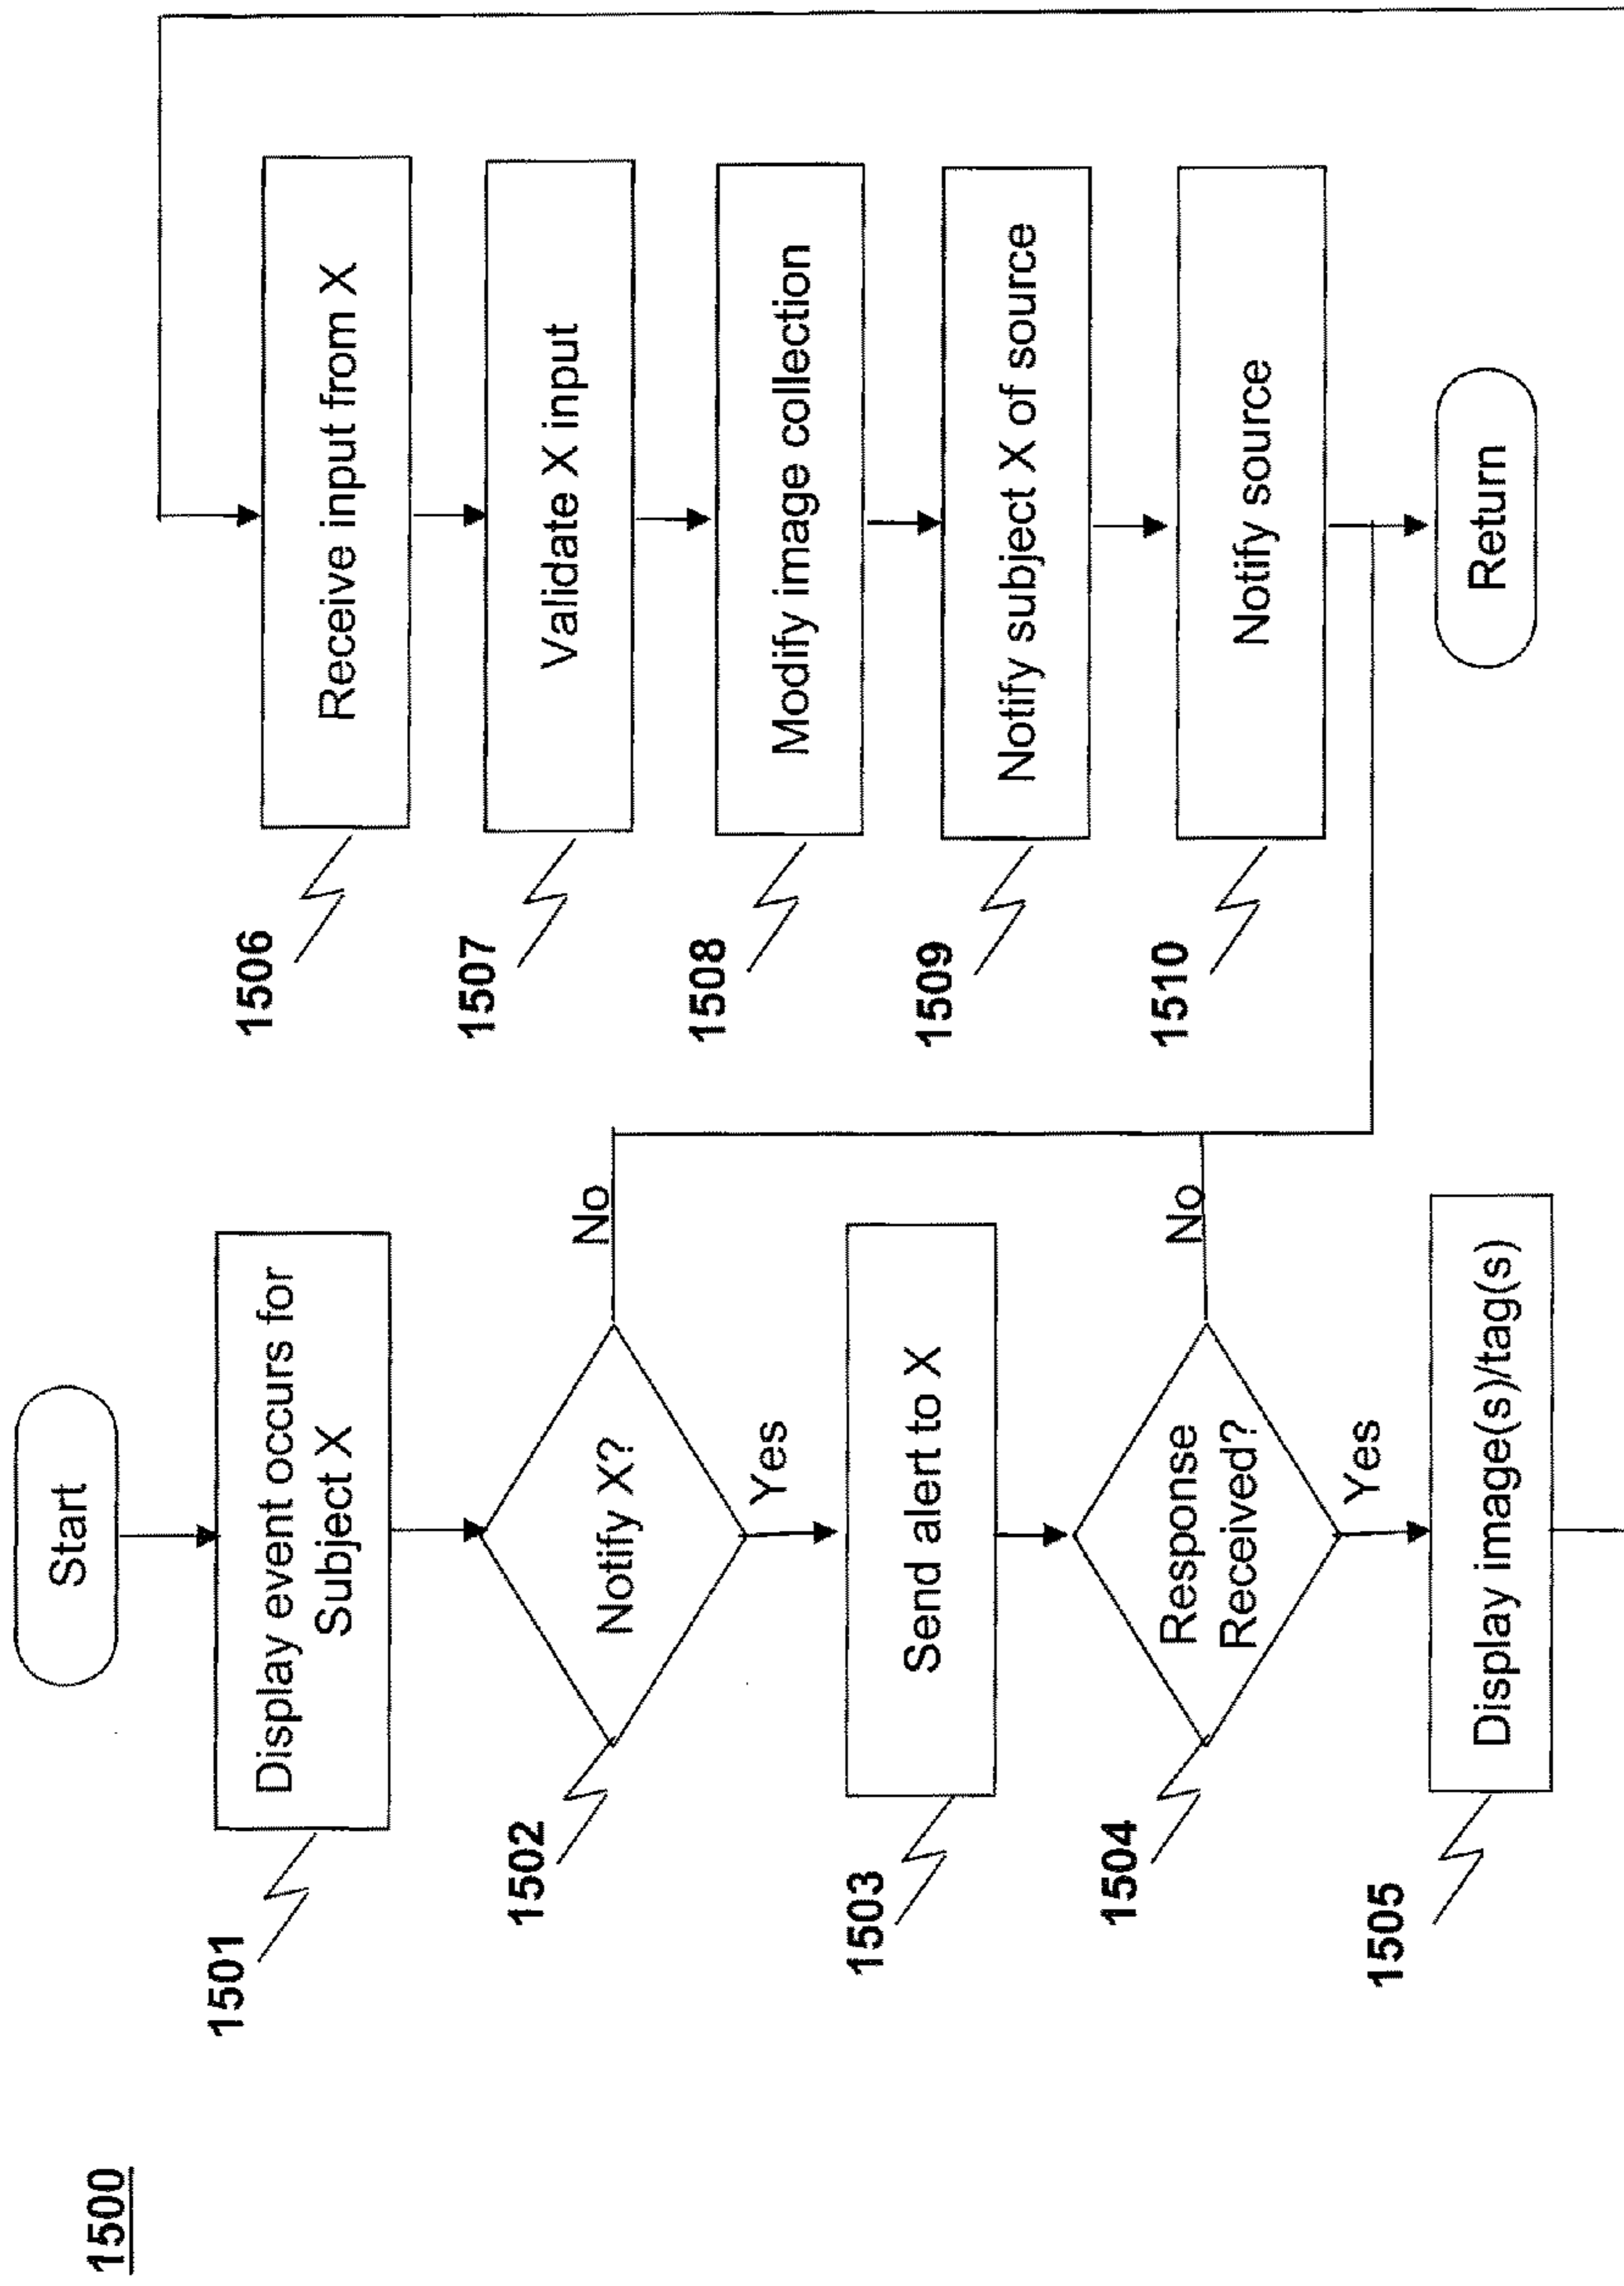 1500
Start
1501
Display event occurs for
Subject X
1502
Notify X?
No
Yes
1503
Send alert to X
1504
Response
Received?
No
Yes
1505
Display image(s)/tag(s)
1506
Receive input from X
1507
Validate X input
1508
Modify image collection
1509
Notify subject X of source
1510
Notify source
Return